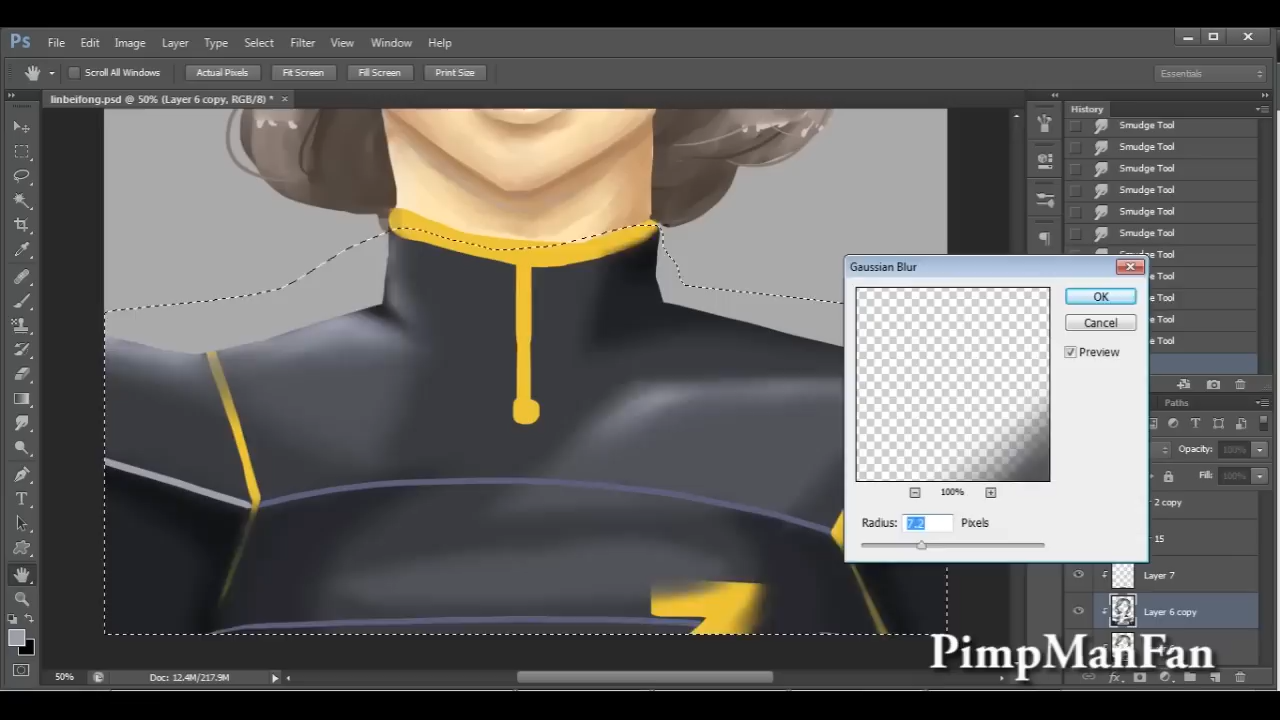 Ps File Edit Image Layer Type Select Filter View Window Help
Scroll All Windows Actual Pixels Fit Screen Fill Screen Print Size Essentials
linbeifong.psd @ 50% (Layer 6 copy, RGB/8) * ×
History
Smudge Tool
Smudge Tool
Smudge Tool
Smudge Tool
Smudge Tool
Smudge Tool
Gaussian Blur
OK
Cancel
Preview
100%
Radius: 7.2 Pixels
Paths
Opacity: 100%
Fill: 100%
2 copy
15
Layer 7
Layer 6 copy
50% Doc: 12.4M/217.9M
PimpManFan